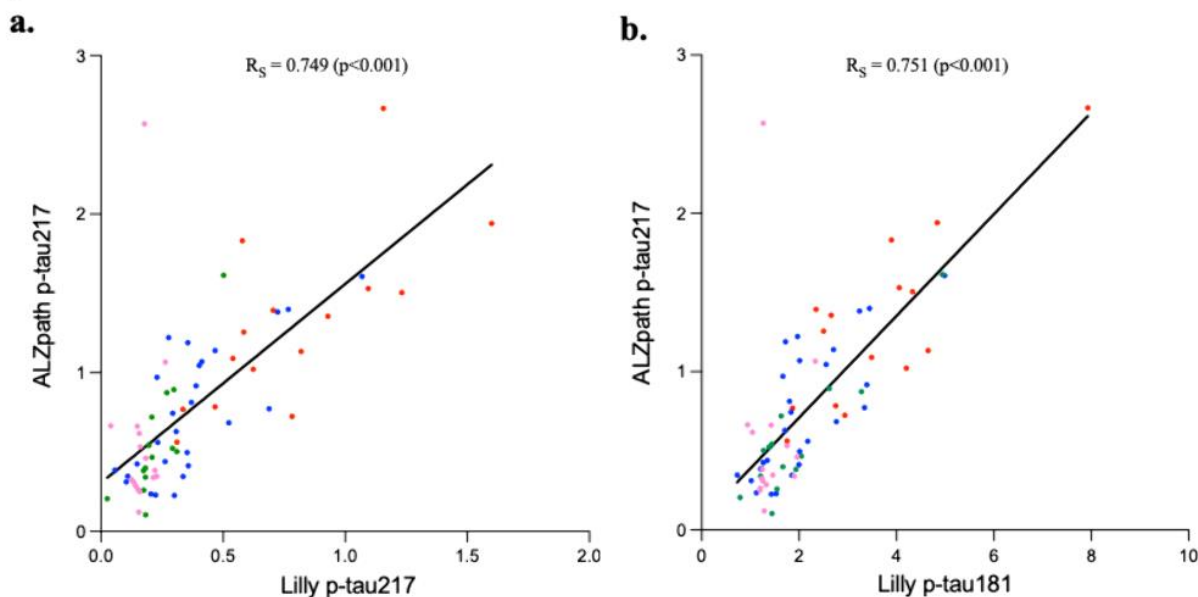 a.
R_S = 0.749 (p<0.001)
3
2
1
0
ALZpath p-tau217
0.0 0.5 1.0 1.5 2.0
Lilly p-tau217
b.
R_S = 0.751 (p<0.001)
3
2
1
0
ALZpath p-tau217
0 2 4 6 8 10
Lilly p-tau181